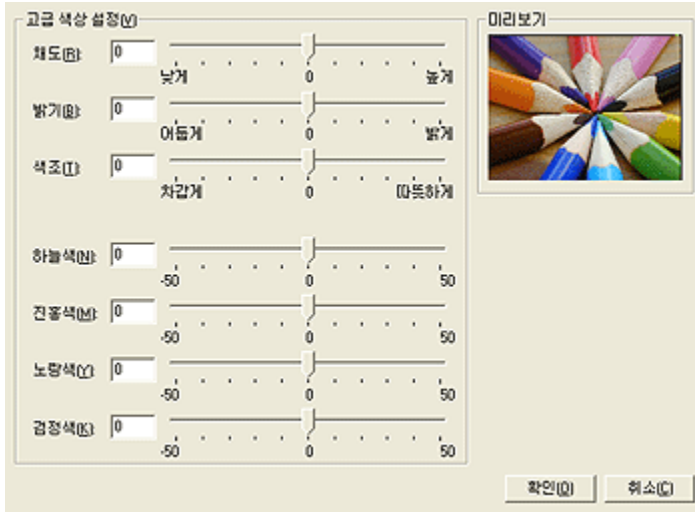 고급 색상 설정(V)
미리보기
채도(R): 0
낮게 0 높게
밝기(B): 0
어둡게 0 밝게
색조(T): 0
차갑게 0 따뜻하게
하늘색(N): 0
-50 0 50
진홍색(M): 0
-50 0 50
노랑색(Y): 0
-50 0 50
검정색(K): 0
-50 0 50
확인(O) 취소(C)